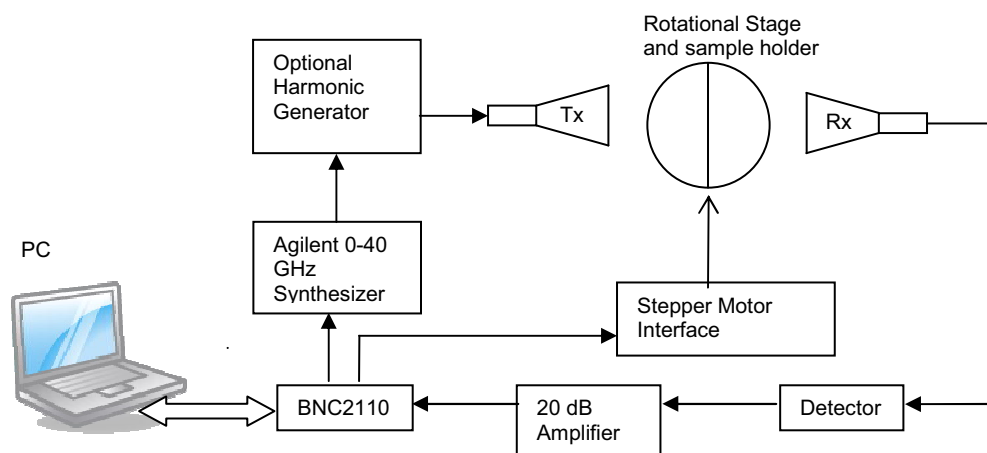 Rotational Stage
and sample holder
Optional
Harmonic
Generator
Tx
Rx
PC
Agilent 0-40
GHz
Synthesizer
Stepper Motor
Interface
BNC2110
20 dB
Amplifier
Detector